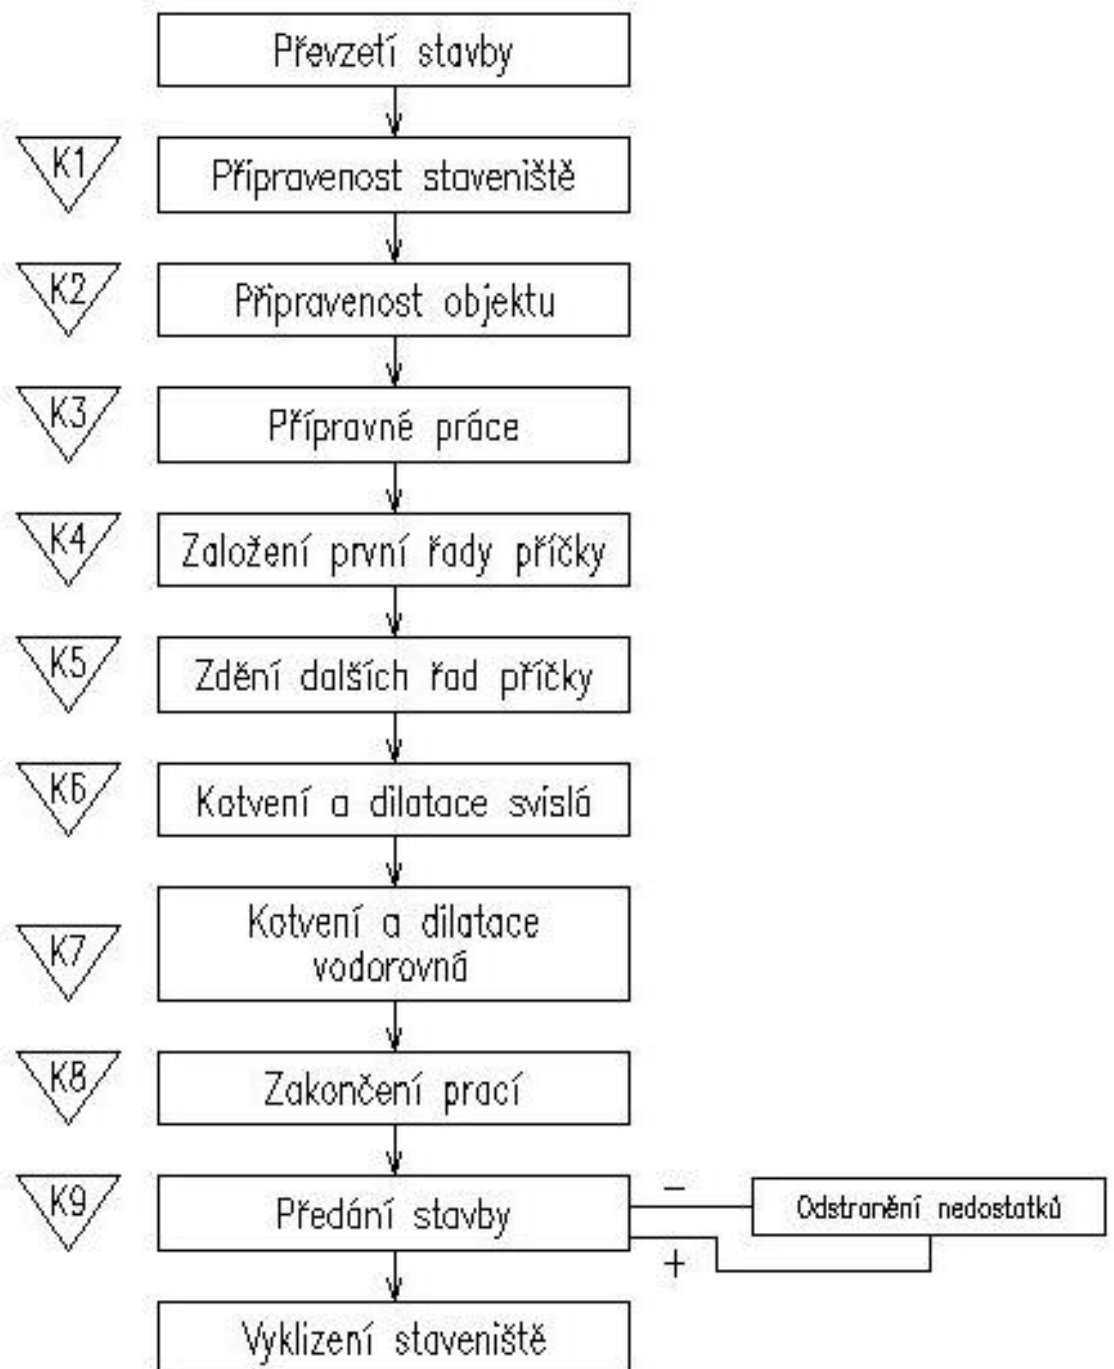 Převzetí stavby
K1
Připravenost staveniště
K2
Připravenost objektu
K3
Přípravné práce
K4
Založení první řady příčky
K5
Zdění dalších řad příčky
K6
Kotvení a dilatace svislá
K7
Kotvení a dilatace
vodorovná
K8
Zakončení prací
K9
Předání stavby
−
Odstranění nedostatků
+
Vyklizení staveniště